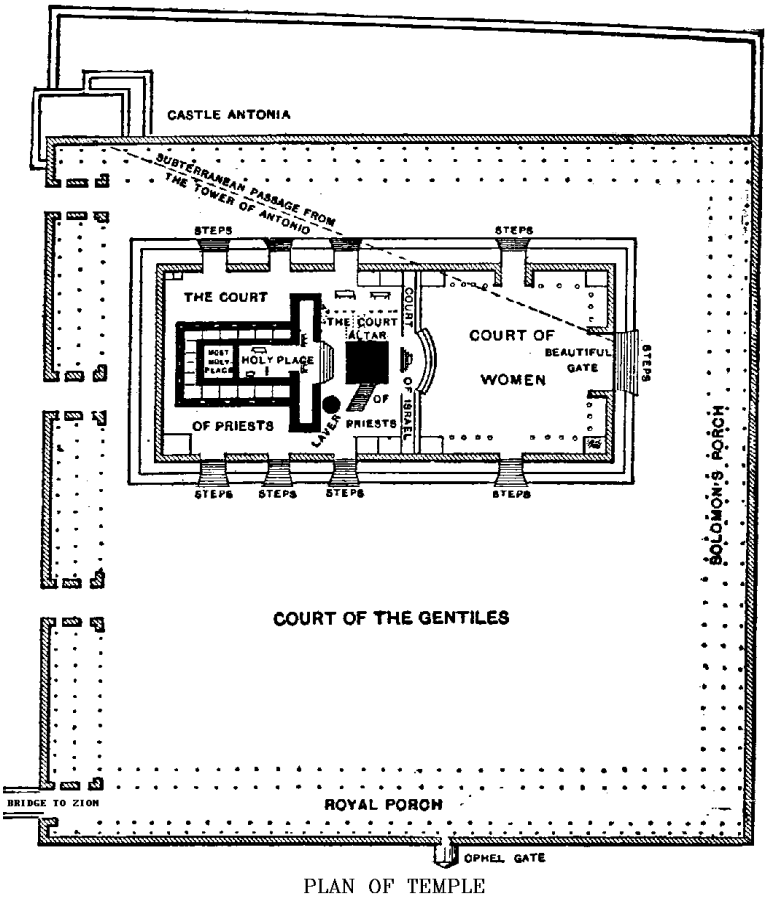 CASTLE ANTONIA
SUBTERRANEAN PASSAGE FROM
THE TOWER OF ANTONIO
STEPS
STEPS
THE COURT
COURT
THE COURT
ALTAR
COURT OF
MOST
HOLY
PLACE
HOLY PLACE
BEAUTIFUL
GATE
STEPS
WOMEN
OF ISRAEL
OF
PRIESTS
OF PRIESTS
LAVER
STEPS
STEPS
STEPS
STEPS
SOLOMON'S PORCH
COURT OF THE GENTILES
BRIDGE TO ZION
ROYAL PORCH
OPHEL GATE
PLAN OF TEMPLE